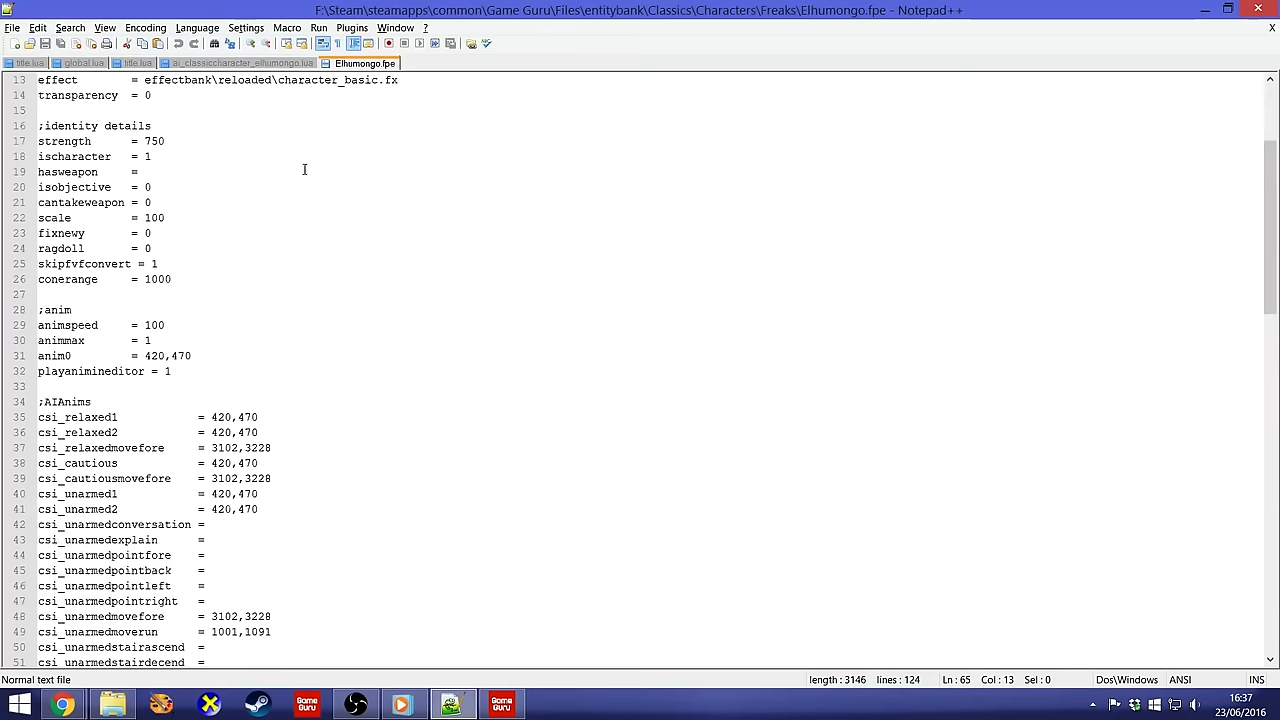 F:\Steam\steamapps\common\Game Guru\Files\entitybank\Classics\Characters\Freaks\Elhumongo.fpe - Notepad++
File Edit Search View Encoding Language Settings Macro Run Plugins Window ? X
title.lua global.lua title.lua ai_classiccharacter_elhumongo.lua Elhumongo.fpe
13 effect = effectbank\reloaded\character_basic.fx
14 transparency = 0
15
16 ;identity details
17 strength = 750
18 ischaracter = 1
19 hasweapon =
20 isobjective = 0
21 cantakeweapon = 0
22 scale = 100
23 fixnewy = 0
24 ragdoll = 0
25 skipfvfconvert = 1
26 conerange = 1000
27
28 ;anim
29 animspeed = 100
30 animmax = 1
31 anim0 = 420,470
32 playanimineditor = 1
33
34 ;AIAnims
35 csi_relaxed1 = 420,470
36 csi_relaxed2 = 420,470
37 csi_relaxedmovefore = 3102,3228
38 csi_cautious = 420,470
39 csi_cautiousmovefore = 3102,3228
40 csi_unarmed1 = 420,470
41 csi_unarmed2 = 420,470
42 csi_unarmedconversation =
43 csi_unarmedexplain =
44 csi_unarmedpointfore =
45 csi_unarmedpointback =
46 csi_unarmedpointleft =
47 csi_unarmedpointright =
48 csi_unarmedmovefore = 3102,3228
49 csi_unarmedmoverun = 1001,1091
50 csi_unarmedstairascend =
51 csi_unarmedstairdecend =
Normal text file length : 3146 lines : 124 Ln : 65 Col : 13 Sel : 0 Dos\Windows ANSI INS
GAME GURU GAME GURU 16:37
23/06/2016